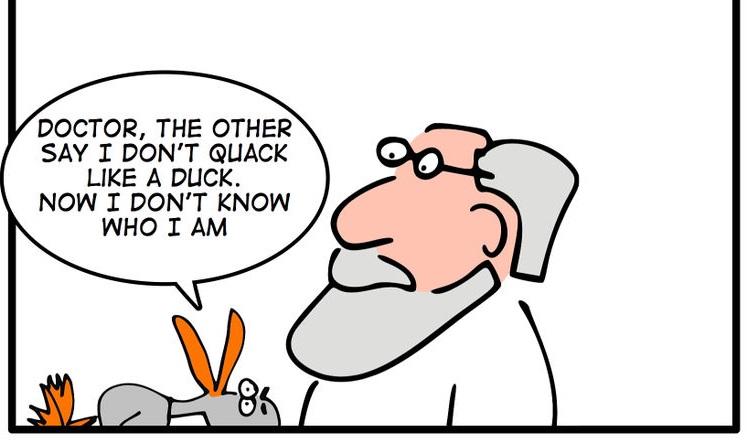 DOCTOR, THE OTHER
SAY I DON'T QUACK
LIKE A DUCK.
NOW I DON'T KNOW
WHO I AM